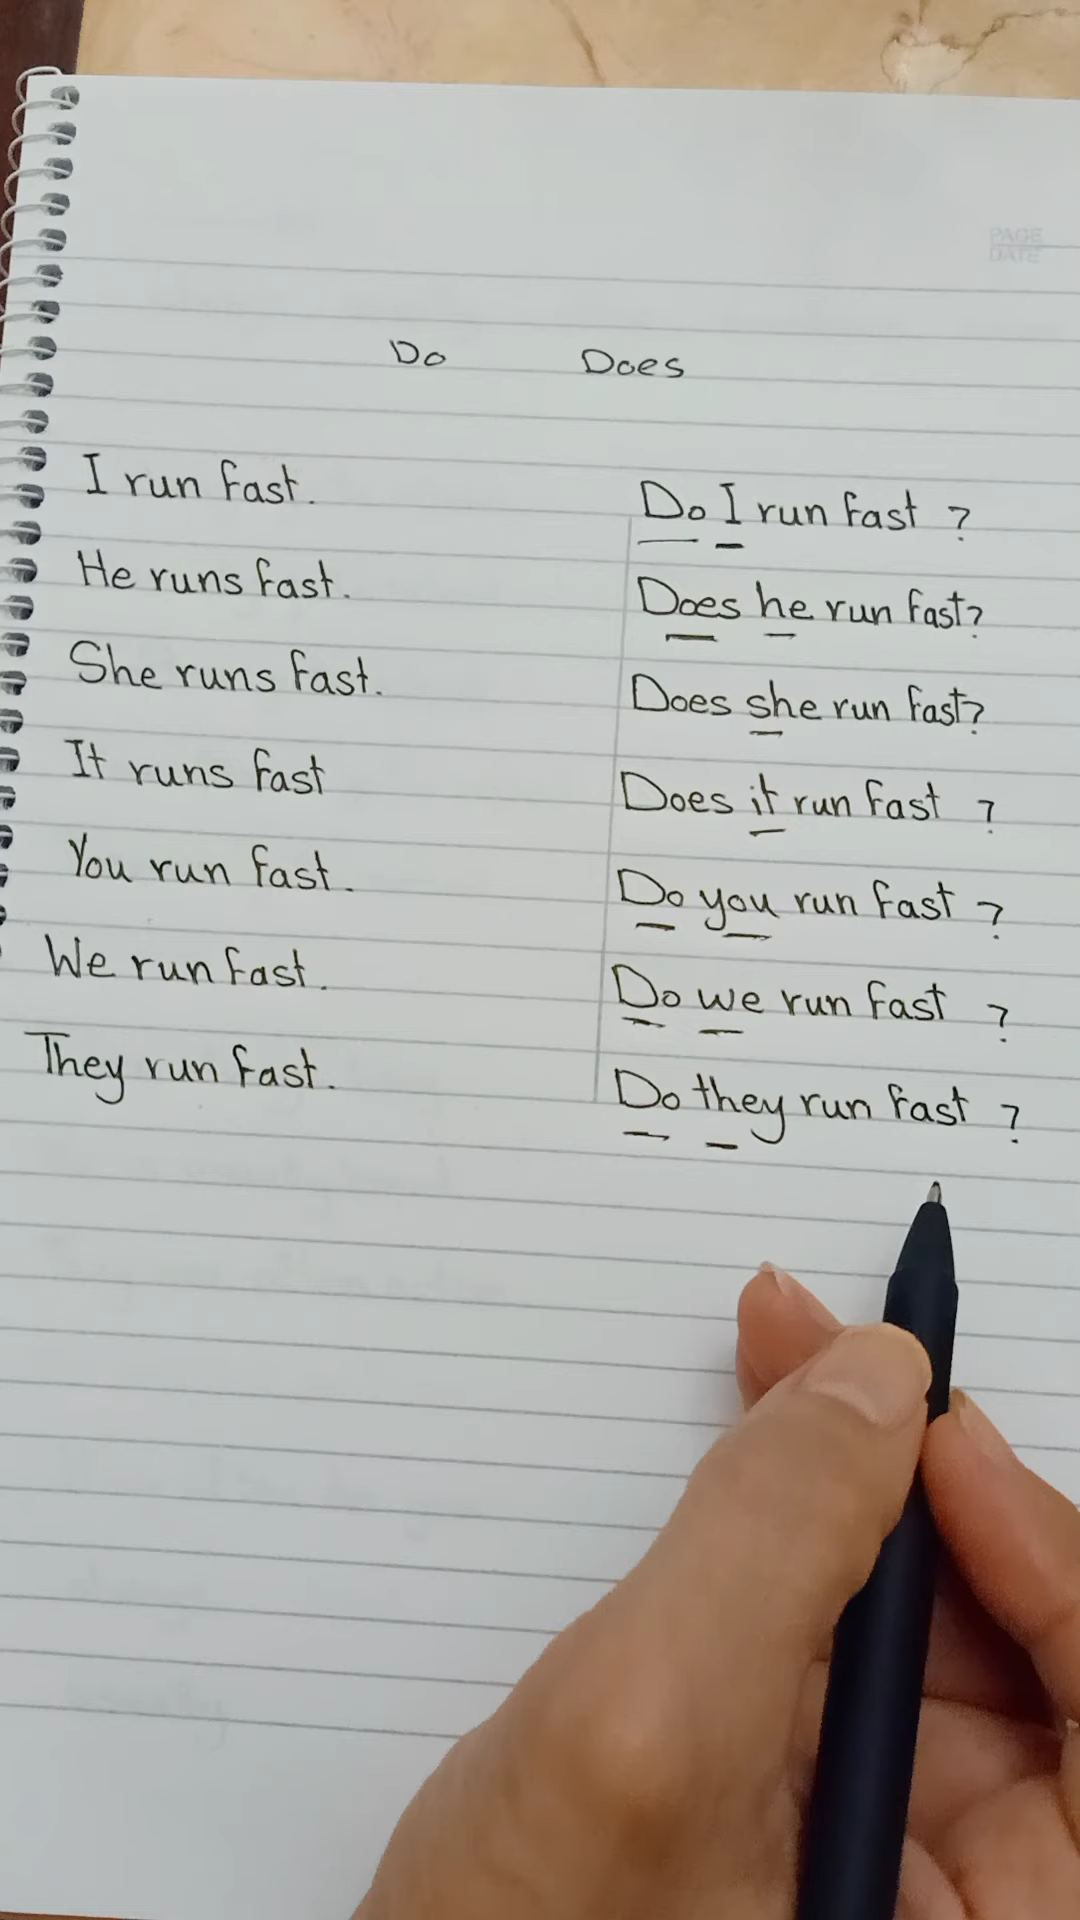 PAGE
DATE
Do Does
I run fast. Do I run fast ?
He runs fast. Does he run fast?
She runs fast. Does she run fast?
It runs fast Does it run fast ?
You run fast. Do you run fast ?
We run fast. Do we run fast ?
They run fast. Do they run fast ?